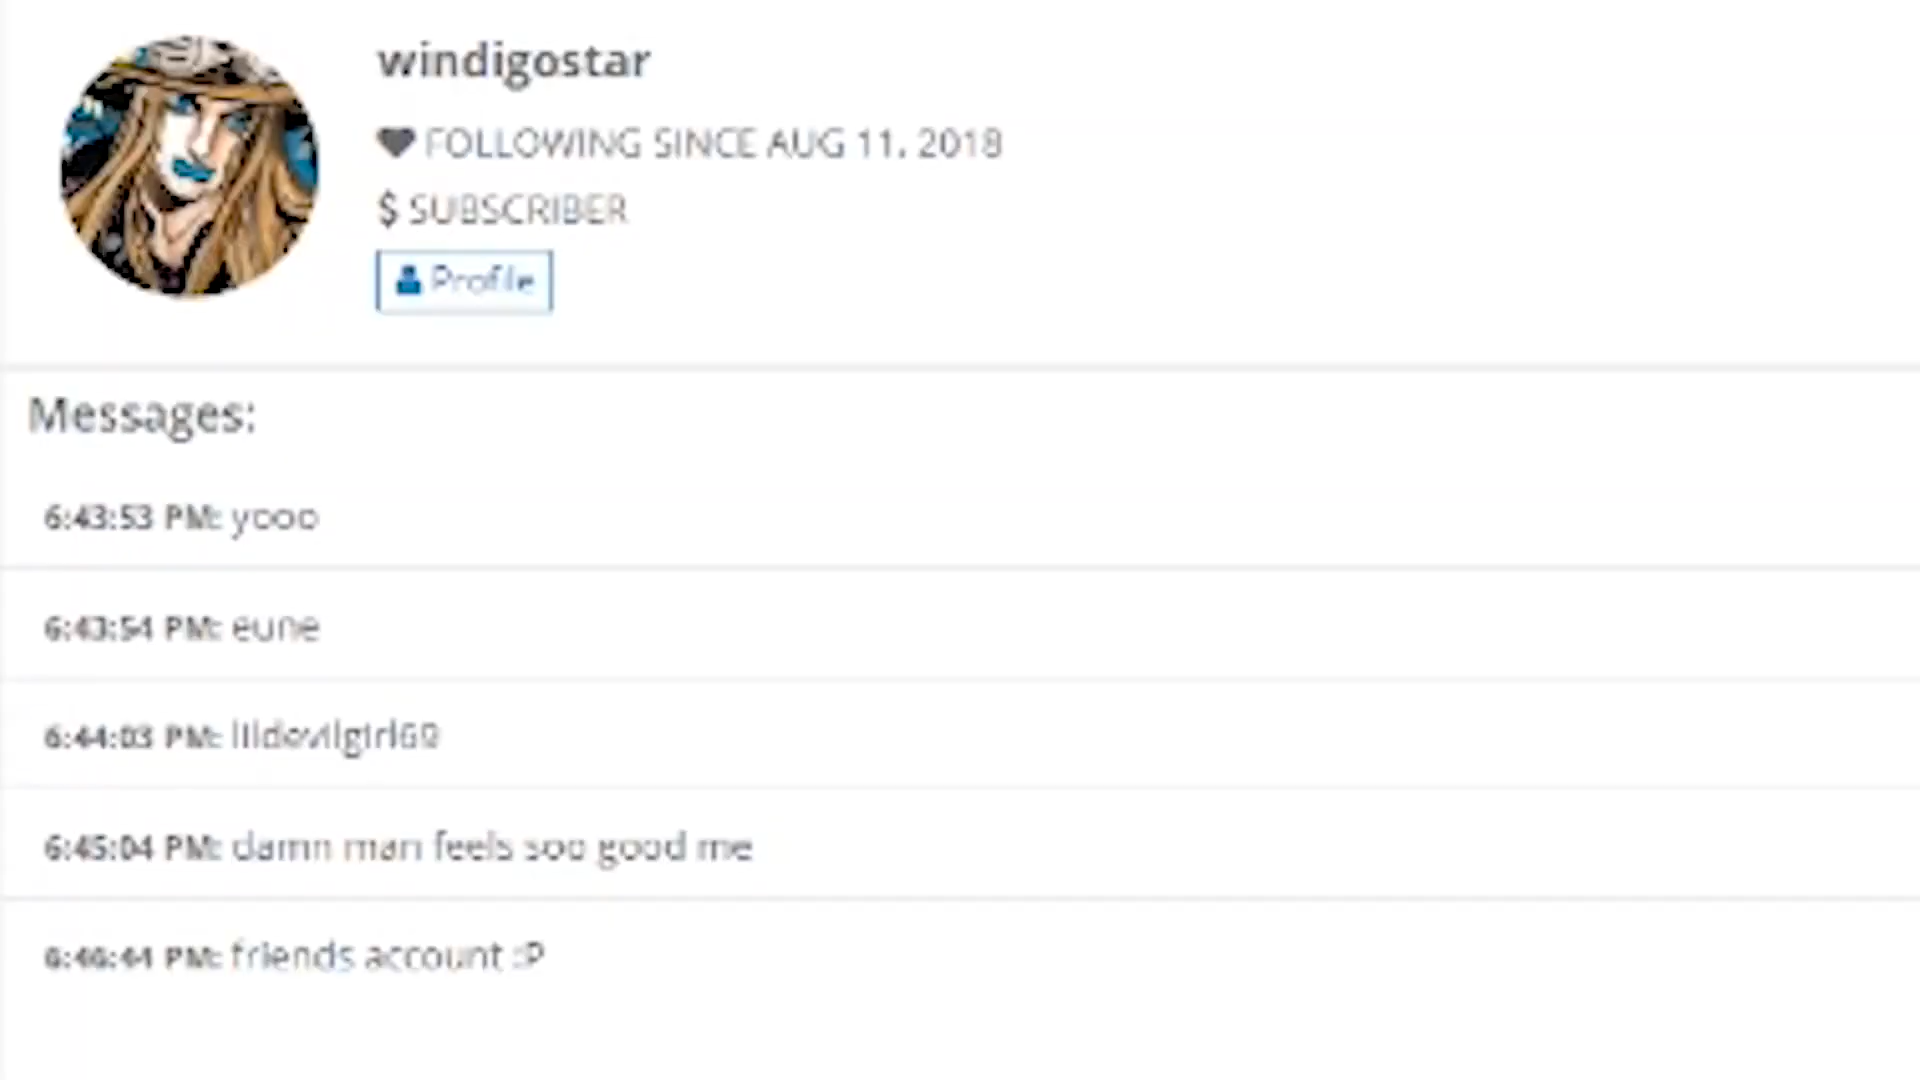 windigostar
FOLLOWING SINCE AUG 11, 2018
$ SUBSCRIBER
Profile
Messages:
6:43:53 PM: yooo
6:43:54 PM: eune
6:44:03 PM: lildevilgirl69
6:45:04 PM: damn man feels soo good me
6:46:44 PM: friends account :P